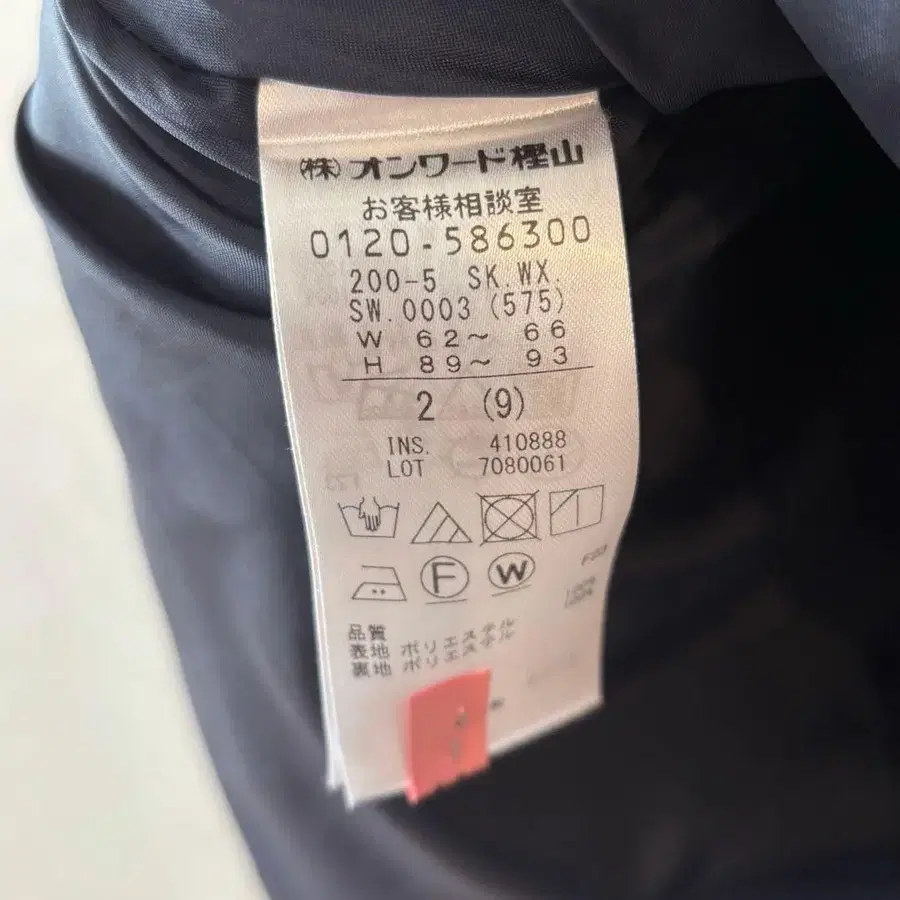 (株)オンワード樫山
お客様相談室
0120-586300
200-5 SK.WX.
SW.0003 (575)
W 62～ 66
H 89～ 93
2 (9)
INS. 410888
LOT 7080061
F
W
品質
表地 ポリエステル 100%
裏地 ポリエステル 100%